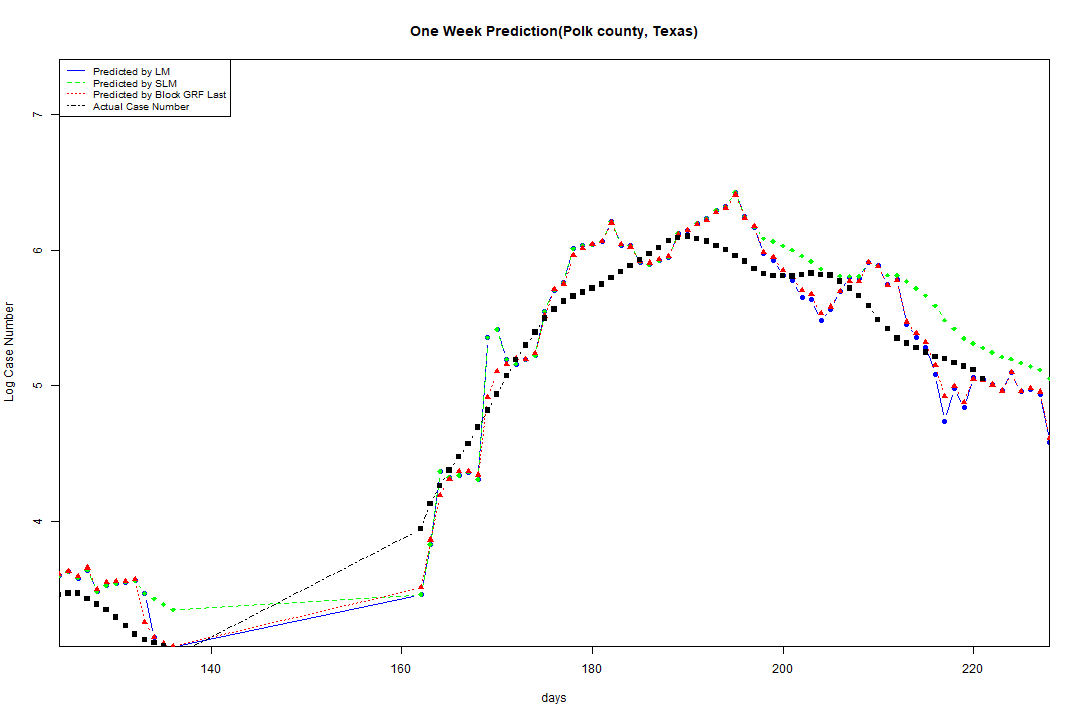 One Week Prediction(Polk county, Texas)
Predicted by LM
Predicted by SLM
Predicted by Block GRF Last
Actual Case Number
7
6
5
4
Log Case Number
140 160 180 200 220
days